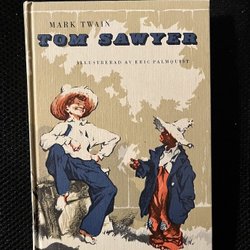 MARK TWAIN
TOM SAWYER
ILLUSTRERAD AV ERIC PALMQUIST